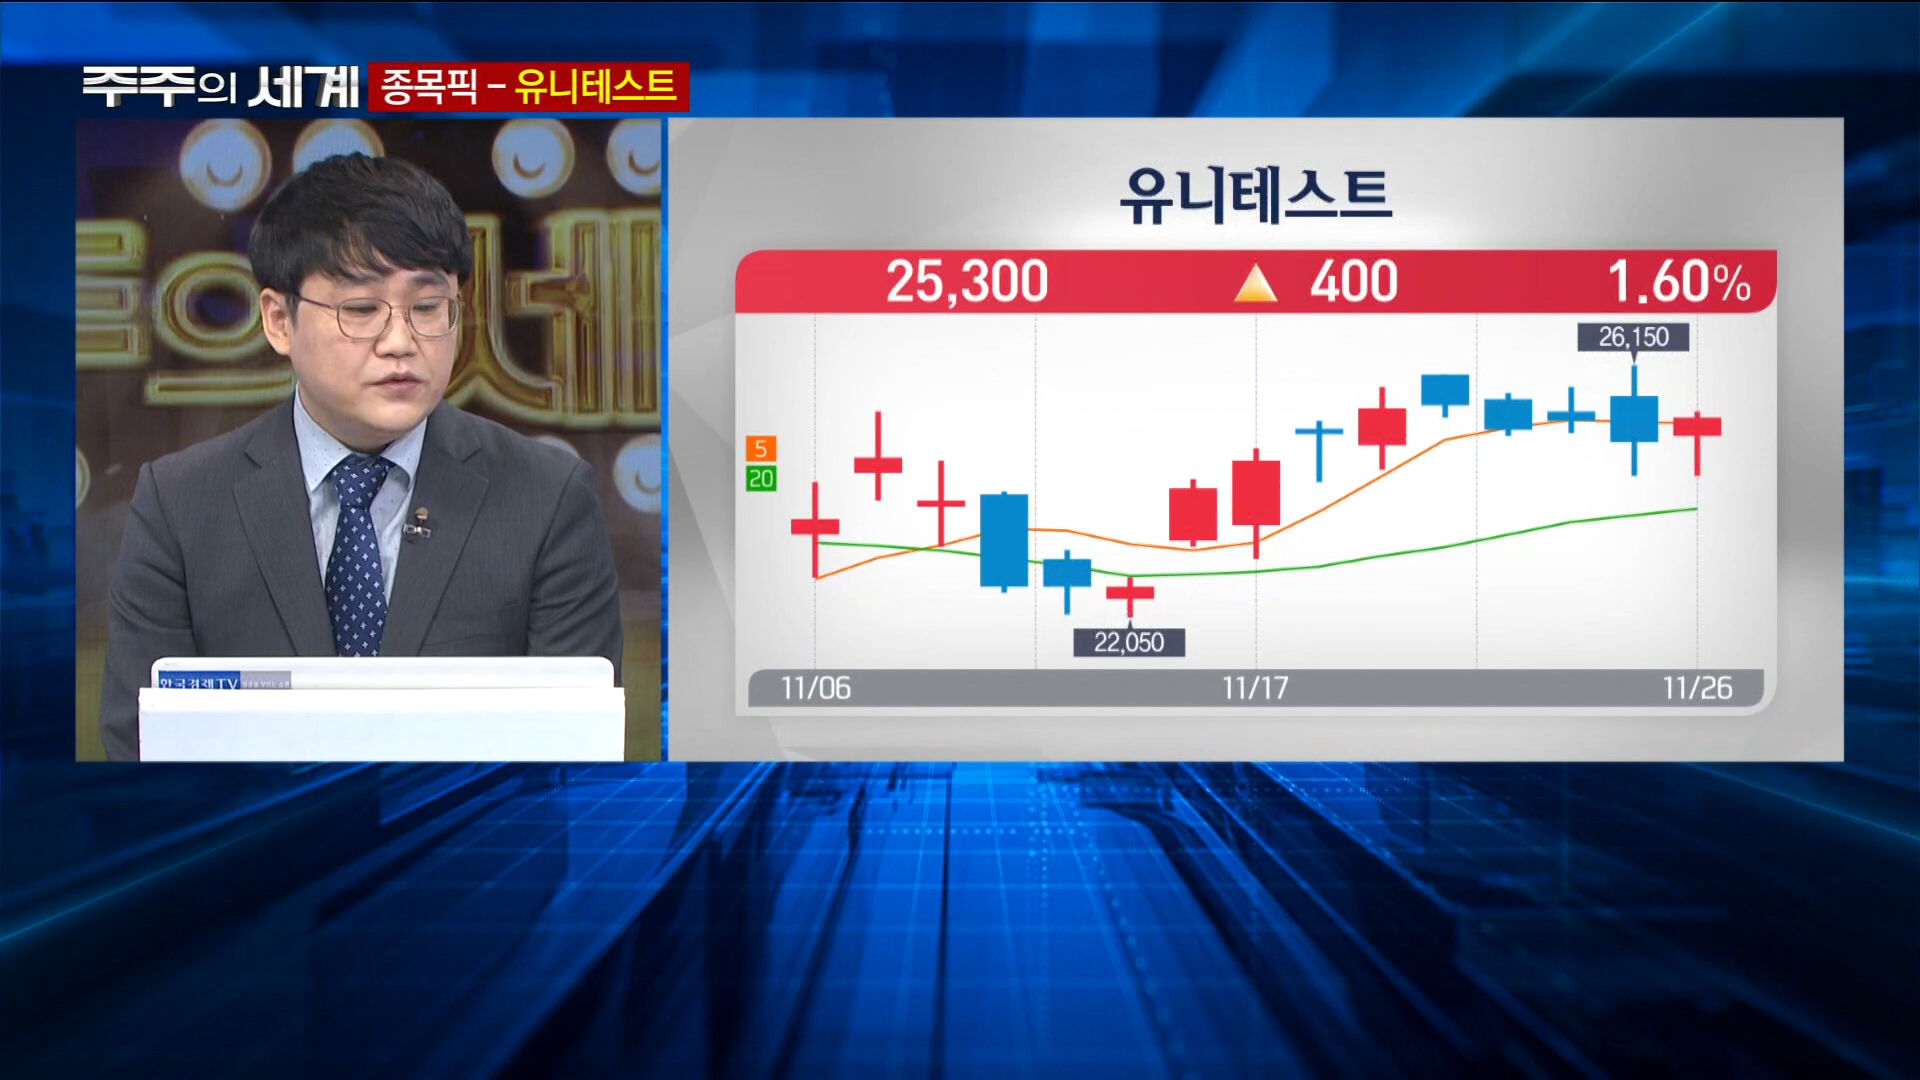 주주의 세계 종목픽 - 유니테스트
유니테스트
25,300 ▲ 400 1.60%
26,150
5
20
22,050
11/06 11/17 11/26
한국경제TV